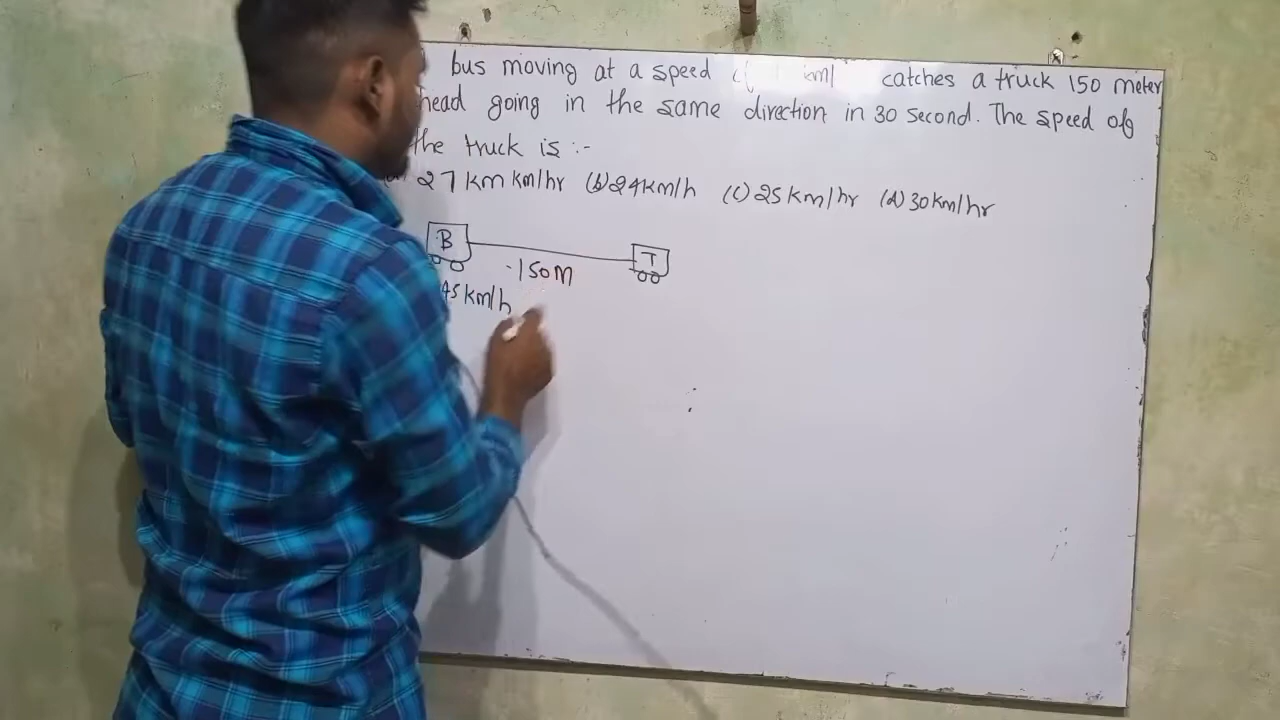 bus moving at a speed km/ catches a truck 150 meter
head going in the same direction in 30 second. The speed of
the truck is :-
27 km km/hr (b) 24km/h (c) 25 km/hr (d) 30 km/hr
B T
150M
45 km/h